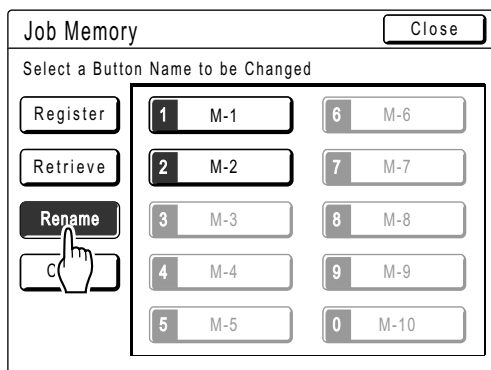 Job Memory
Close
Select a Button Name to be Changed
Register
Retrieve
Rename
1 M-1
2 M-2
3 M-3
4 M-4
5 M-5
6 M-6
7 M-7
8 M-8
9 M-9
0 M-10